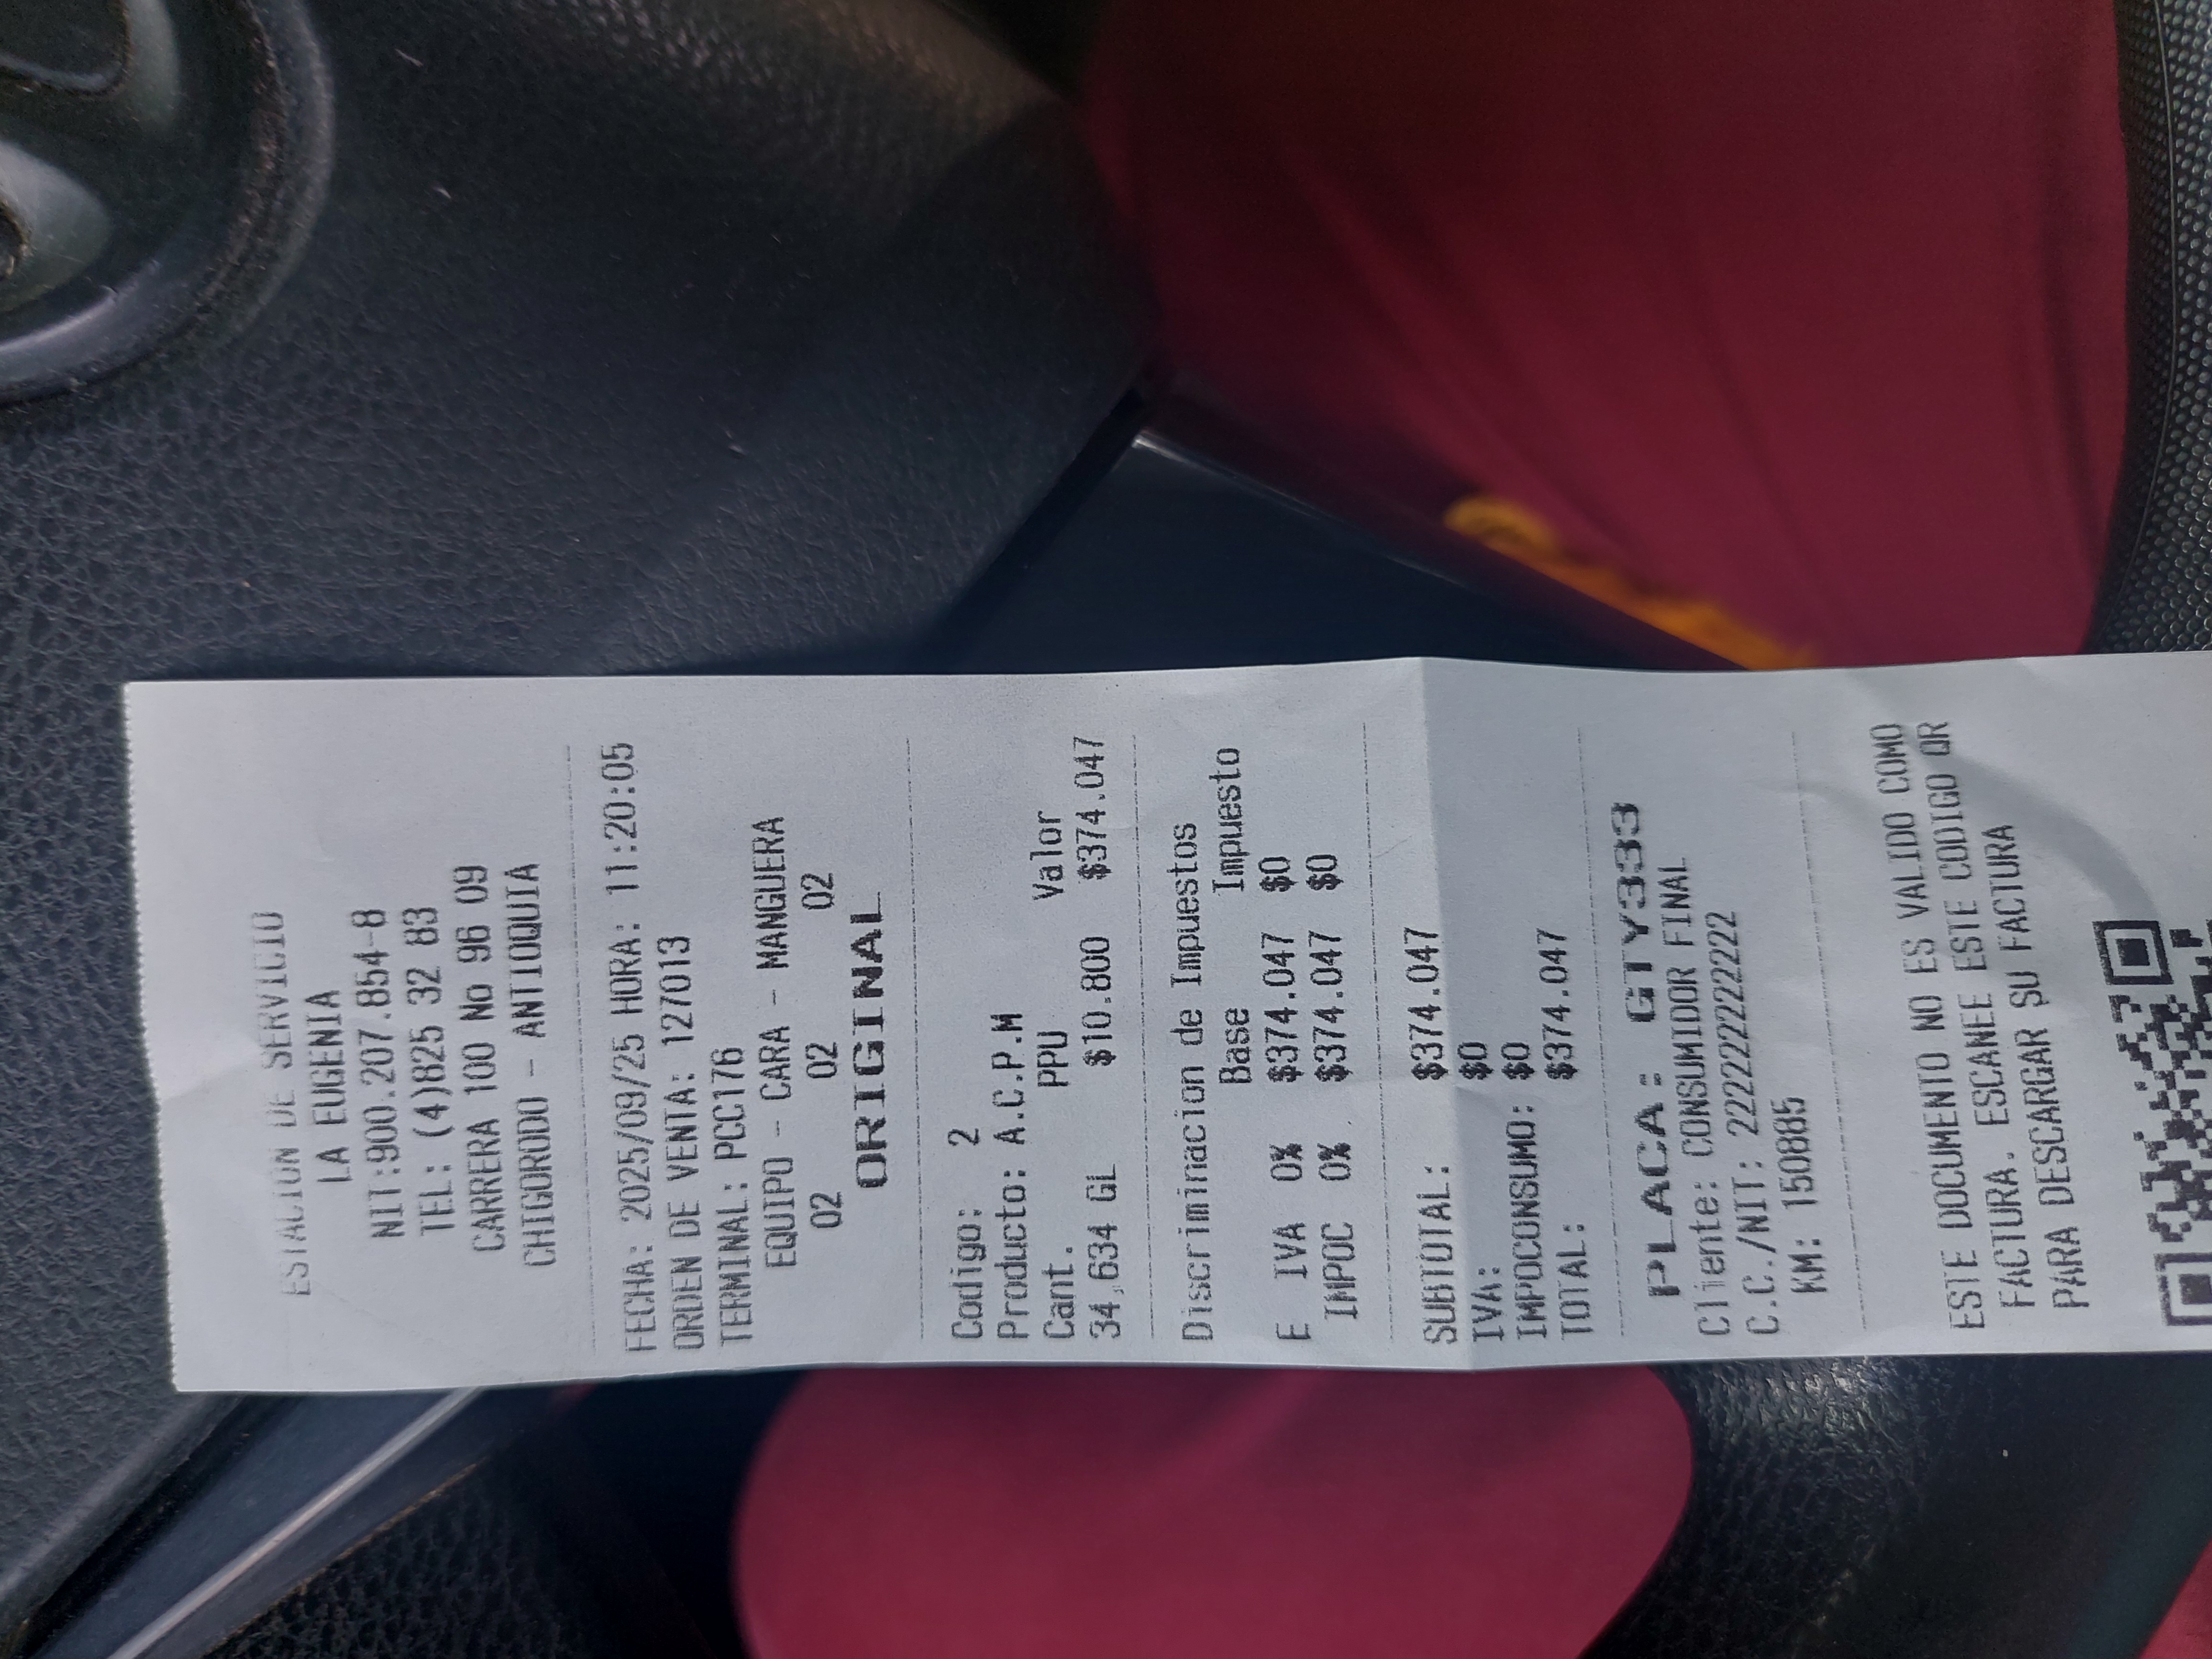 ESTACION DE SERVICIO
LA EUGENIA
NIT:900.207.854-8
TEL: (4)825 32 83
CARRERA 100 No 96 09
CHIGORODO - ANTIOQUIA
FECHA: 2025/09/25 HORA: 11:20:05
ORDEN DE VENTA: 127013
TERMINAL: PCC176
EQUIPO - CARA - MANGUERA
02 02 02
ORIGINAL
Codigo: 2
Producto: A.C.P.M
Cant. PPU Valor
34,634 GL $10.800 $374.047
Discriminacion de Impuestos
Base Impuesto
E IVA 0% $374.047 $0
IMPOC 0% $374.047 $0
SUBTOTAL: $374.047
IVA: $0
IMPOCONSUMO: $0
TOTAL: $374.047
PLACA: GTY333
Cliente: CONSUMIDOR FINAL
C.C./NIT: 222222222222
KM: 150885
ESTE DOCUMENTO NO ES VALIDO COMO
FACTURA. ESCANEE ESTE CODIGO QR
PARA DESCARGAR SU FACTURA